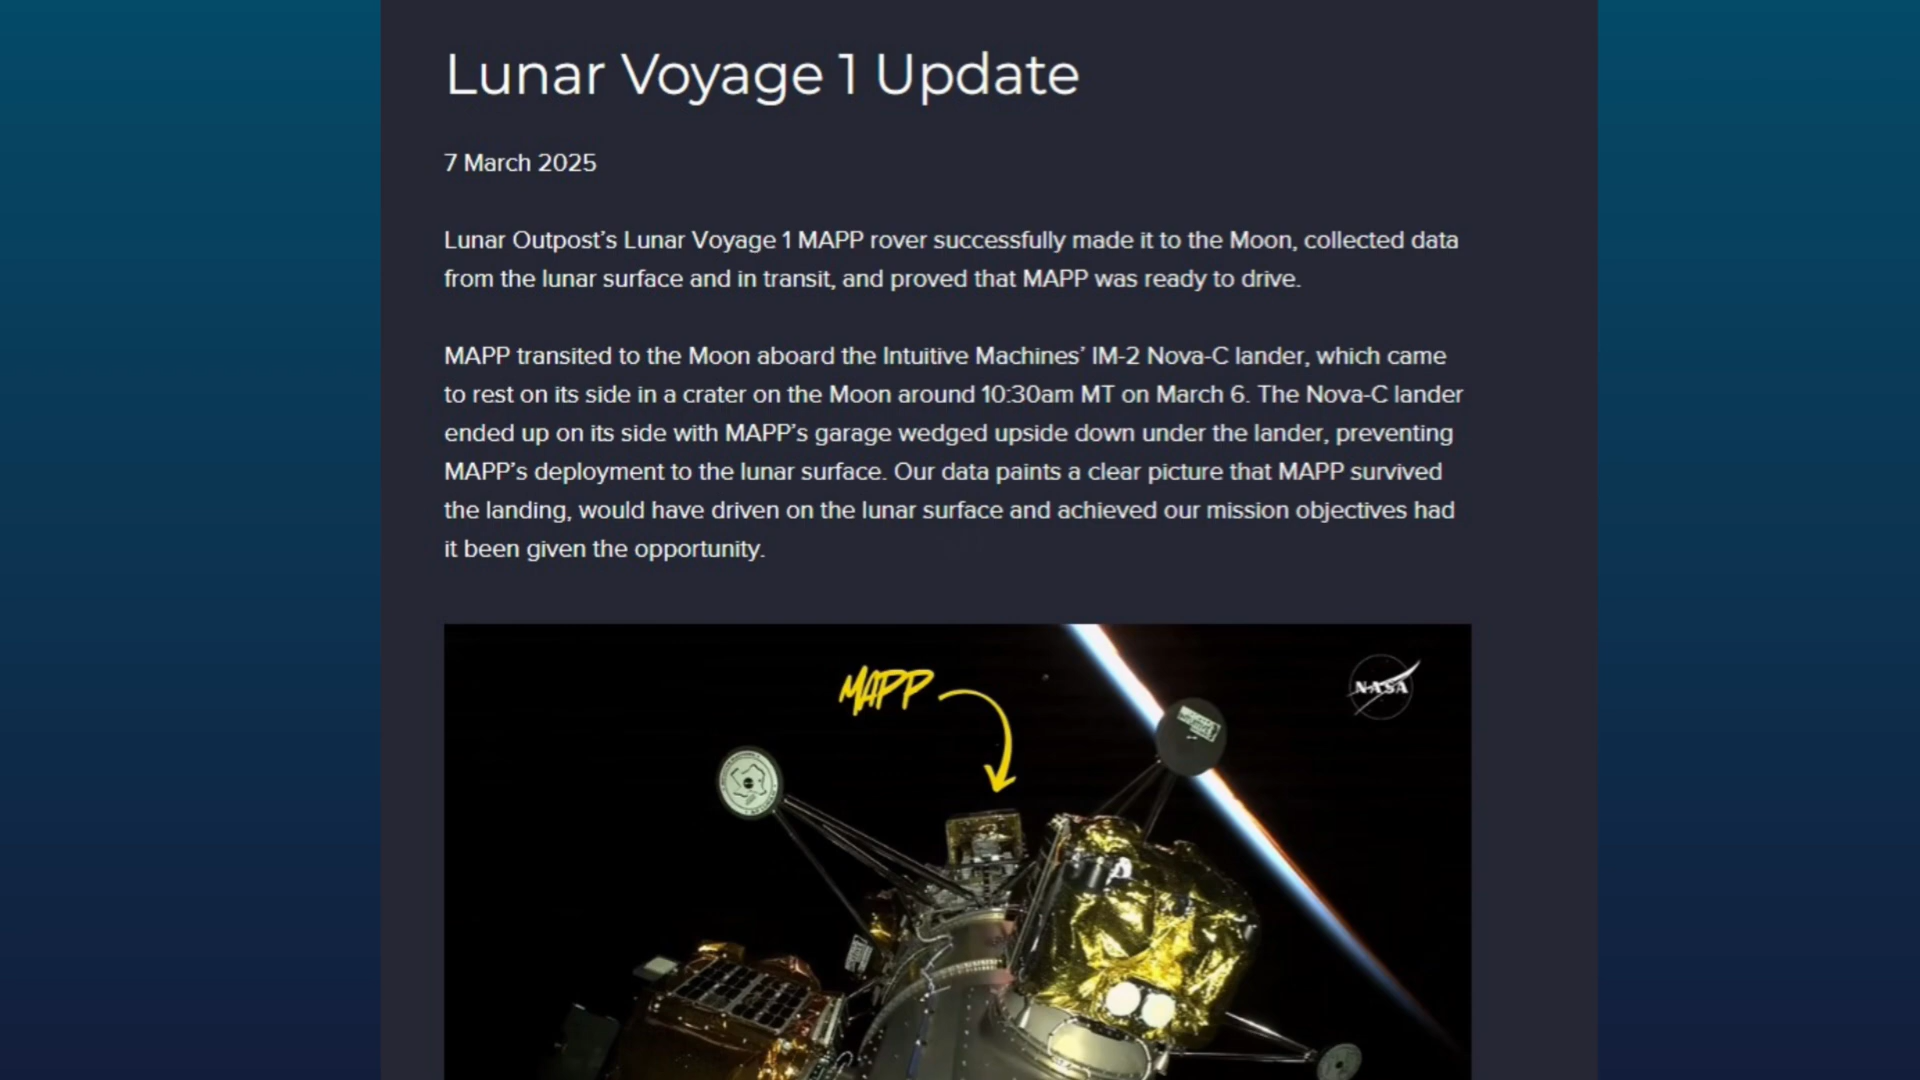 Lunar Voyage 1 Update
7 March 2025
Lunar Outpost's Lunar Voyage 1 MAPP rover successfully made it to the Moon, collected data
from the lunar surface and in transit, and proved that MAPP was ready to drive.
MAPP transited to the Moon aboard the Intuitive Machines' IM-2 Nova-C lander, which came
to rest on its side in a crater on the Moon around 10:30am MT on March 6. The Nova-C lander
ended up on its side with MAPP's garage wedged upside down under the lander, preventing
MAPP's deployment to the lunar surface. Our data paints a clear picture that MAPP survived
the landing, would have driven on the lunar surface and achieved our mission objectives had
it been given the opportunity.
MAPP
NASA